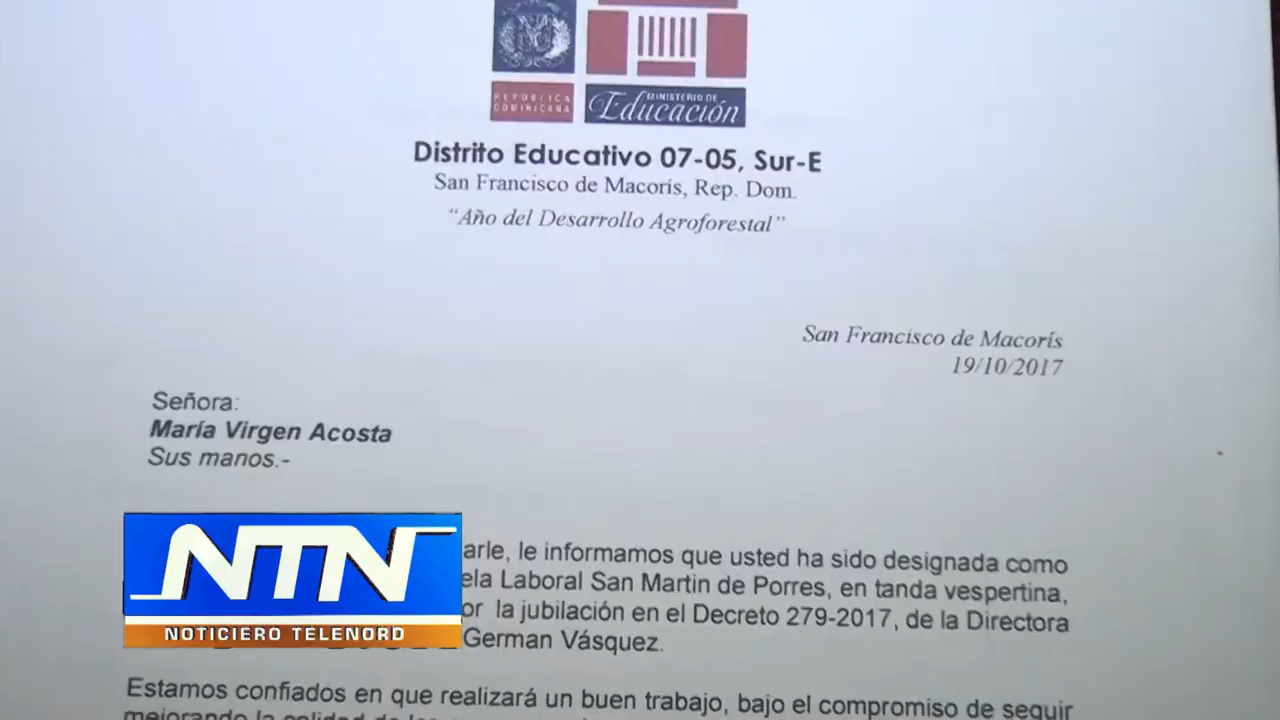 REPUBLICA
DOMINICANA
MINISTERIO DE
Educación
Distrito Educativo 07-05, Sur-E
San Francisco de Macorís, Rep. Dom.
“Año del Desarrollo Agroforestal”
San Francisco de Macorís
19/10/2017
Señora:
María Virgen Acosta
Sus manos.-
arle, le informamos que usted ha sido designada como
ela Laboral San Martin de Porres, en tanda vespertina,
or la jubilación en el Decreto 279-2017, de la Directora
German Vásquez.
NTN
NOTICIERO TELENORD
Estamos confiados en que realizará un buen trabajo, bajo el compromiso de seguir
mejorando la calidad de